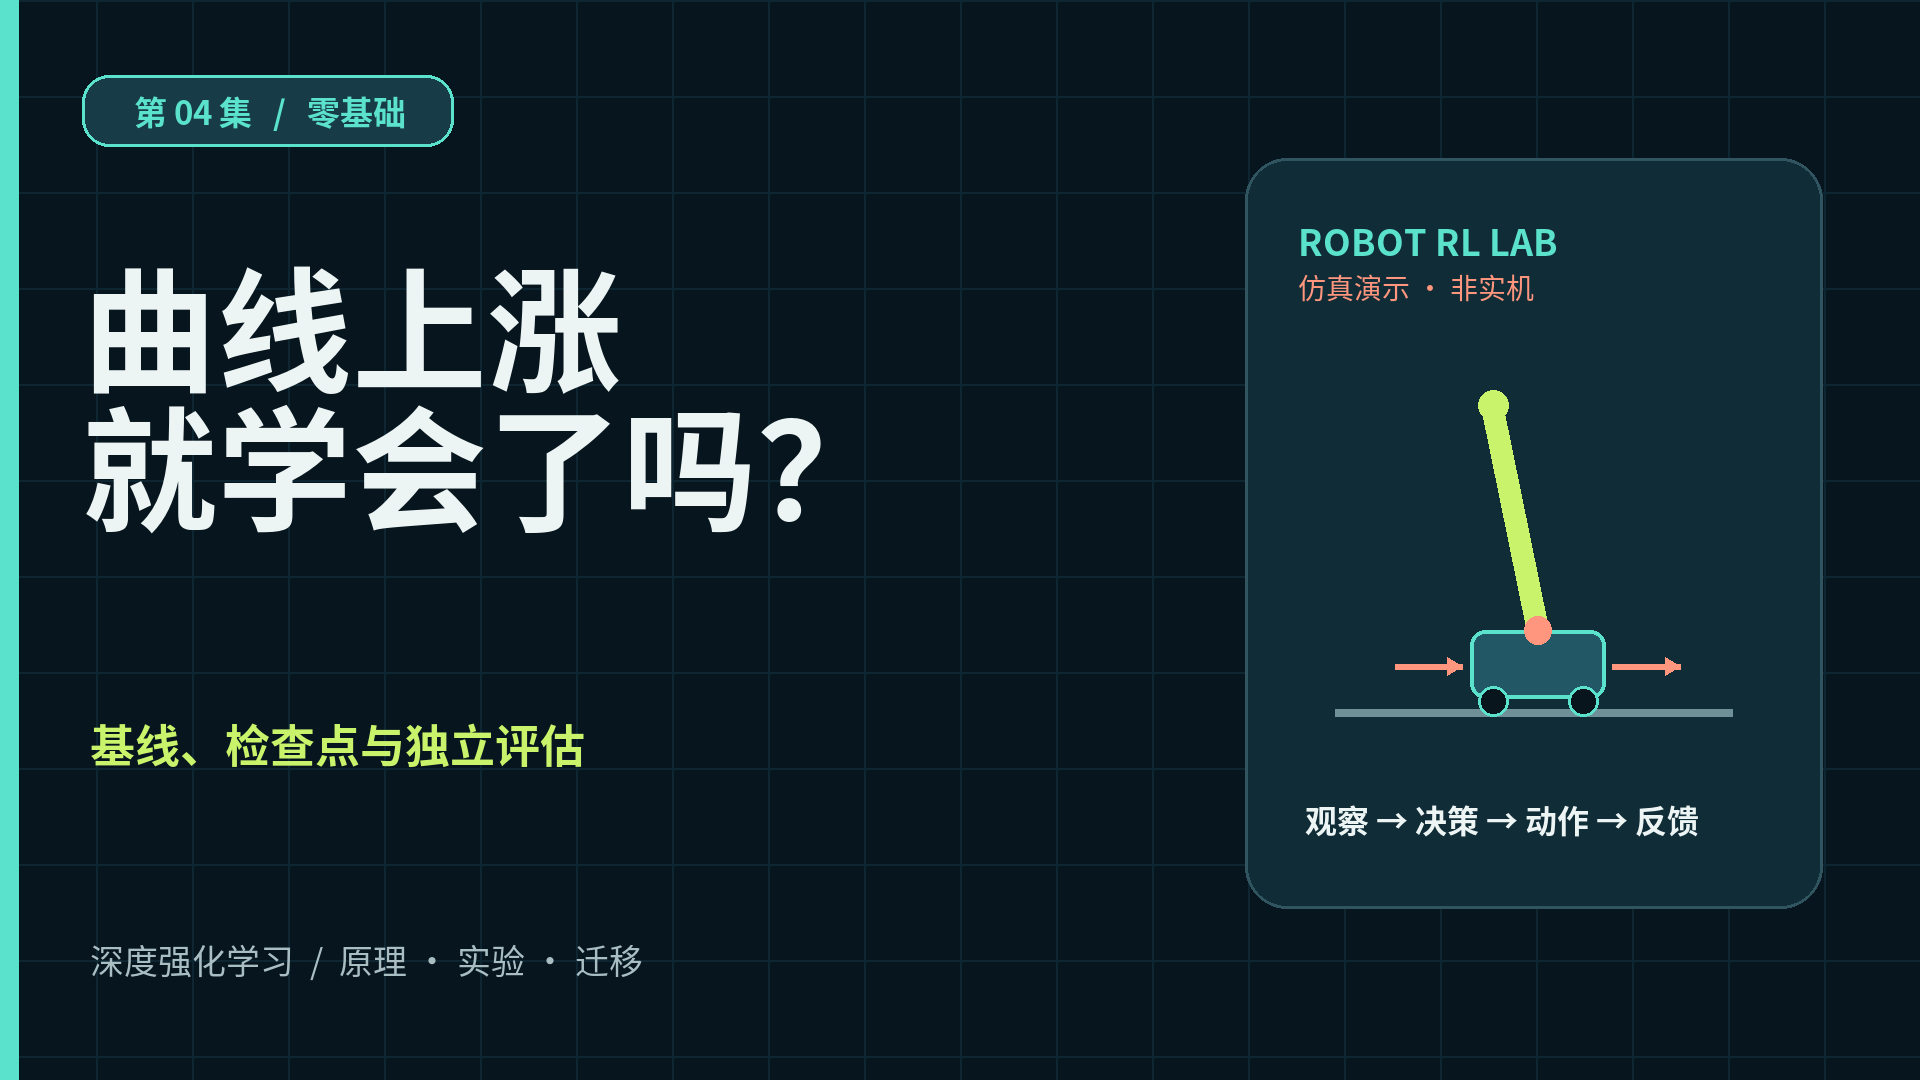 第 04 集 / 零基础
曲线上涨
就学会了吗？
基线、检查点与独立评估
深度强化学习 / 原理 · 实验 · 迁移
ROBOT RL LAB
仿真演示 · 非实机
观察 → 决策 → 动作 → 反馈